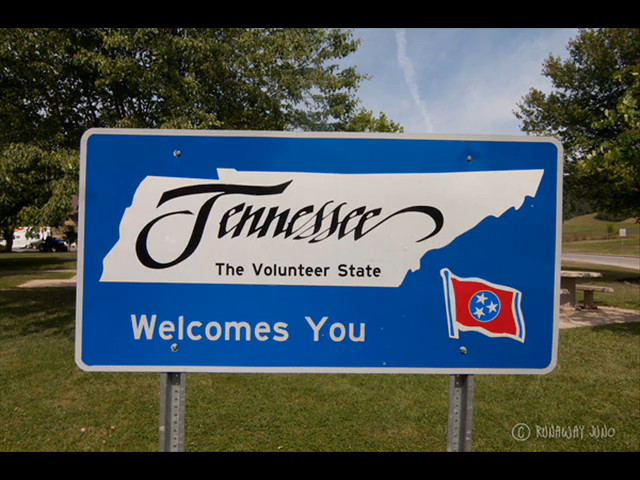 Tennessee
The Volunteer State
Welcomes You
© RUNAWAY JUNO